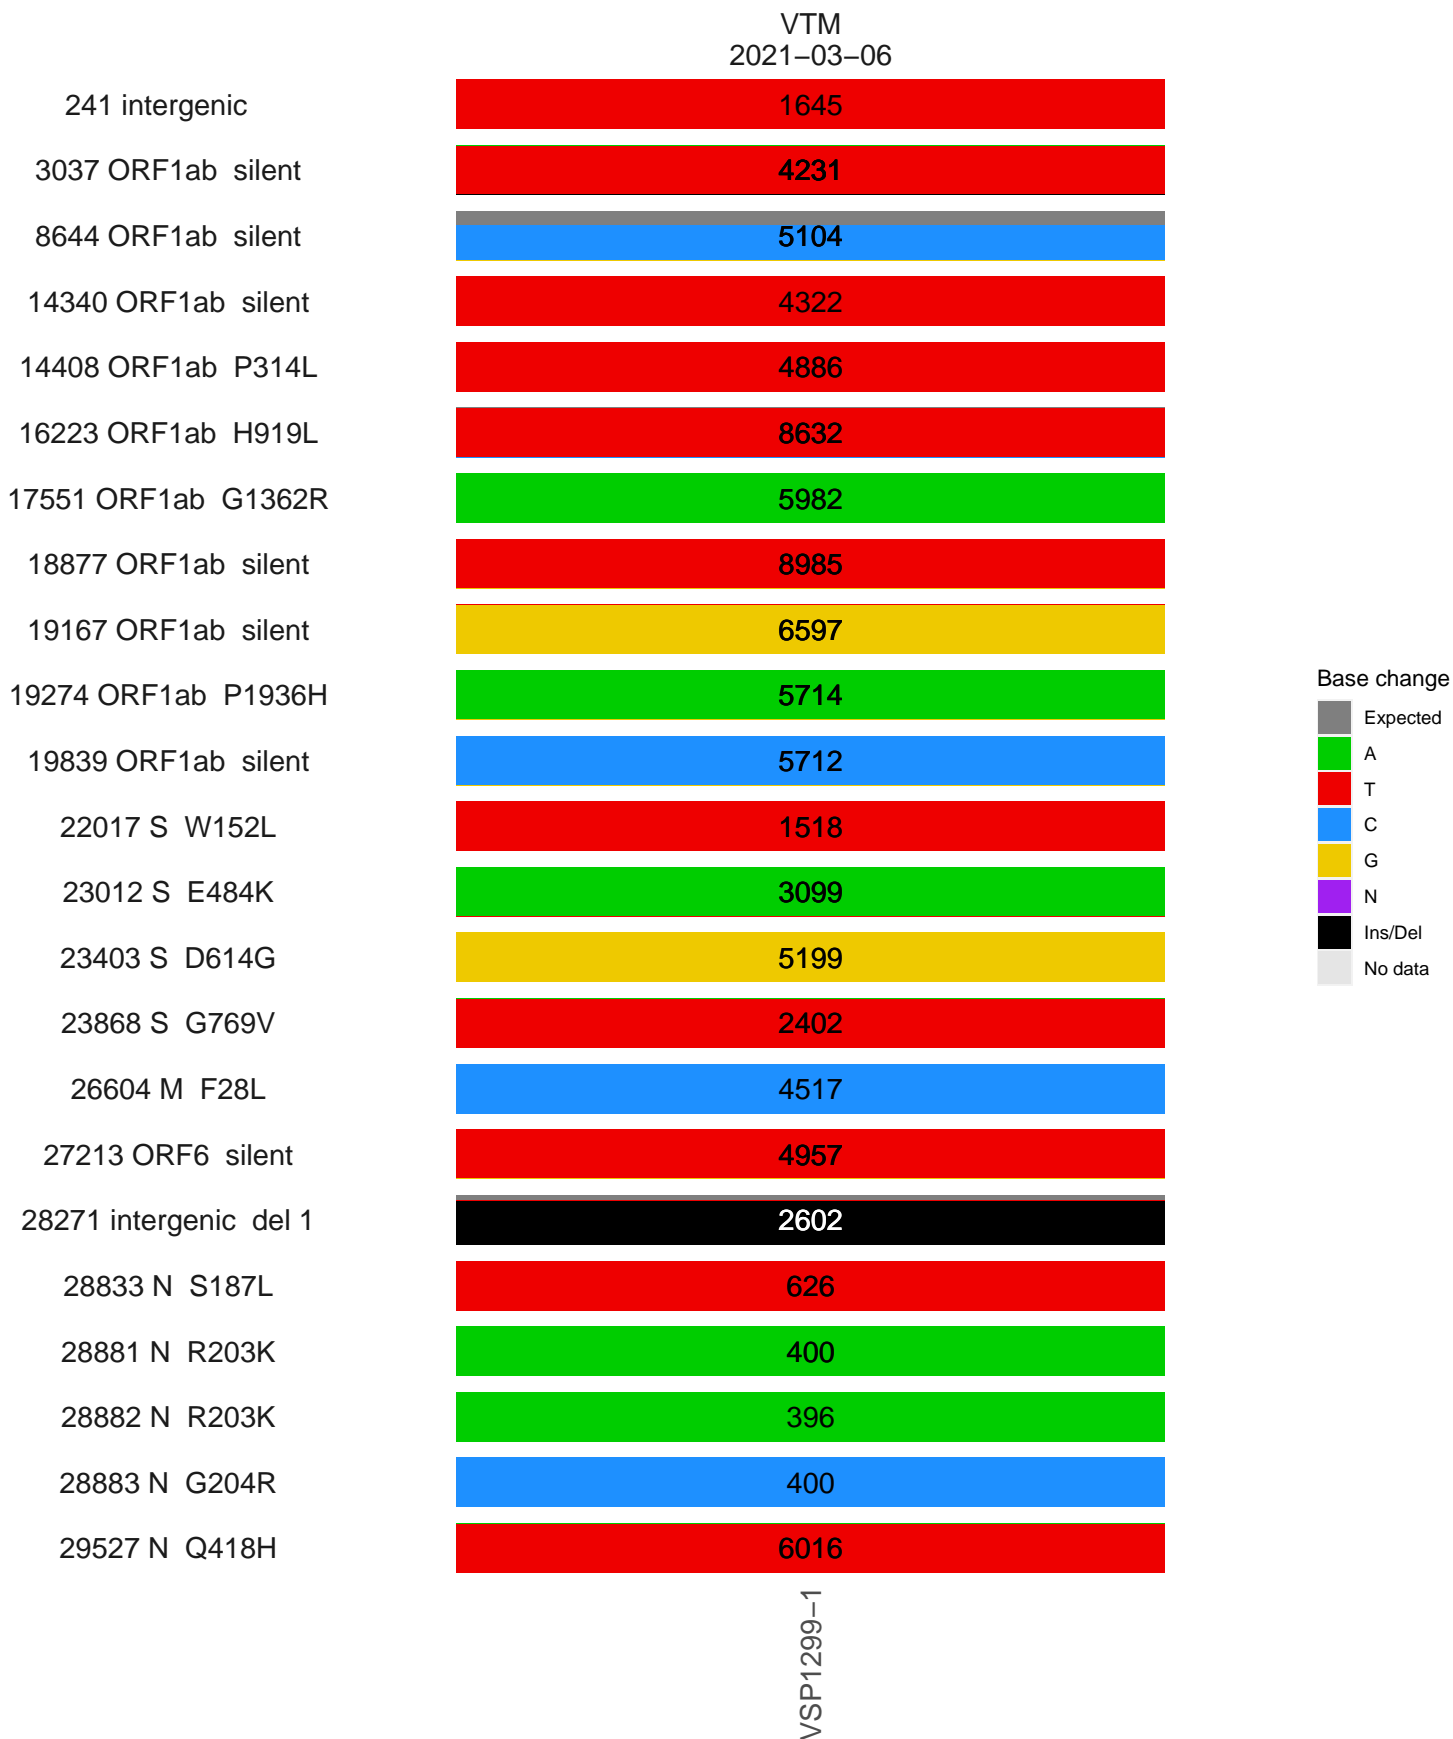 VTM
2021−03−06
241 intergenic 1645
3037 ORF1ab silent 4231
8644 ORF1ab silent 5104
14340 ORF1ab silent 4322
14408 ORF1ab P314L 4886
16223 ORF1ab H919L 8632
17551 ORF1ab G1362R 5982
18877 ORF1ab silent 8985
19167 ORF1ab silent 6597
19274 ORF1ab P1936H 5714
19839 ORF1ab silent 5712
22017 S W152L 1518
23012 S E484K 3099
23403 S D614G 5199
23868 S G769V 2402
26604 M F28L 4517
27213 ORF6 silent 4957
28271 intergenic del 1 2602
28833 N S187L 626
28881 N R203K 400
28882 N R203K 396
28883 N G204R 400
29527 N Q418H 6016
VSP1299−1
Base change
Expected
A
T
C
G
N
Ins/Del
No data